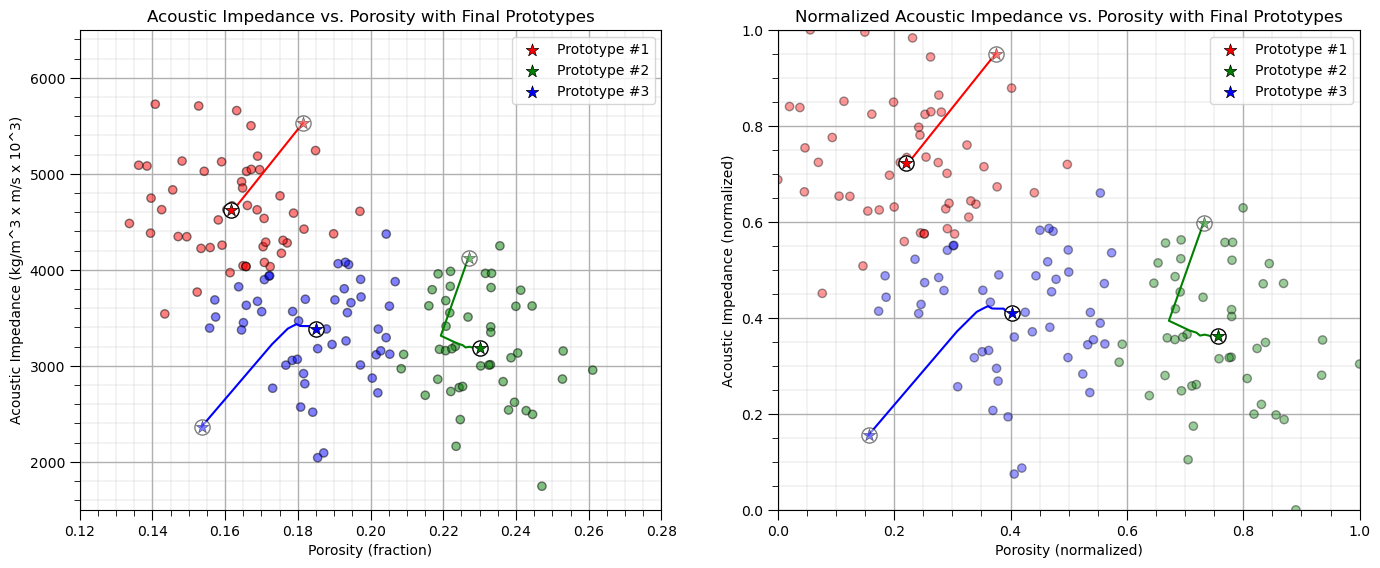 Acoustic Impedance vs. Porosity with Final Prototypes
Prototype #1
Prototype #2
Prototype #3
Acoustic Impedance (kg/m^3 x m/s x 10^3)
6000
5000
4000
3000
2000
0.12 0.14 0.16 0.18 0.20 0.22 0.24 0.26 0.28
Porosity (fraction)
Normalized Acoustic Impedance vs. Porosity with Final Prototypes
Prototype #1
Prototype #2
Prototype #3
Acoustic Impedance (normalized)
1.0
0.8
0.6
0.4
0.2
0.0
0.0 0.2 0.4 0.6 0.8 1.0
Porosity (normalized)